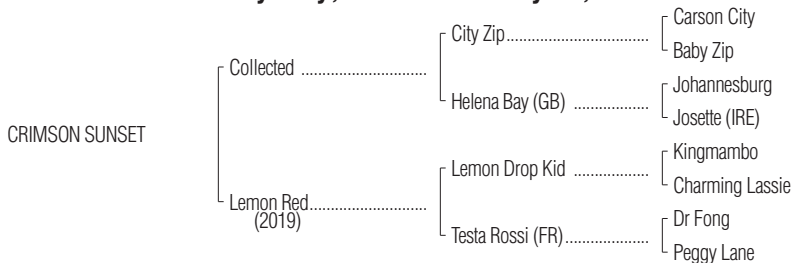 Carson City
City Zip
Baby Zip
Collected
Johannesburg
Helena Bay (GB)
Josette (IRE)
CRIMSON SUNSET
Kingmambo
Lemon Drop Kid
Charming Lassie
Lemon Red
(2019)
Dr Fong
Testa Rossi (FR)
Peggy Lane